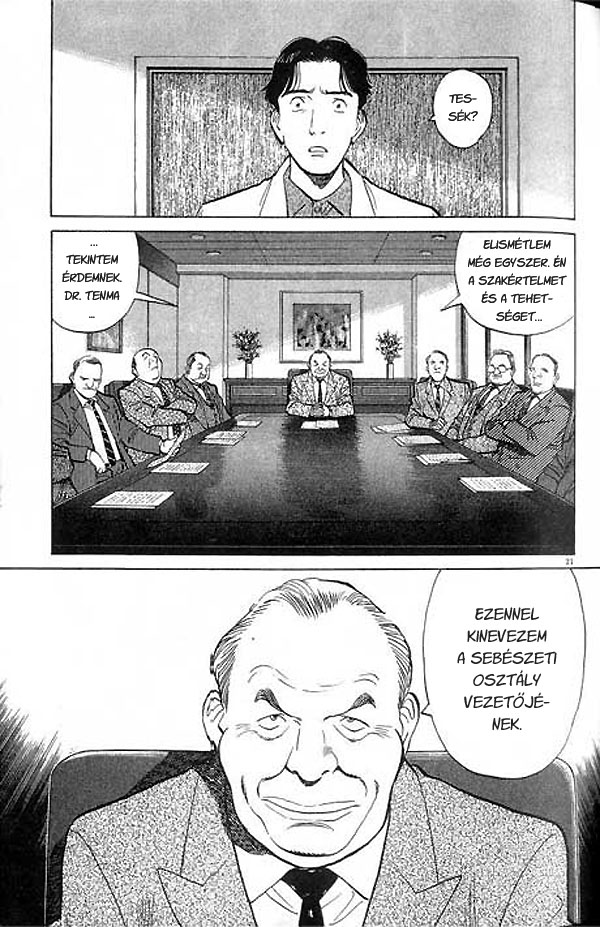 TES-
SÉK?
ELISMÉTLEM
MÉG EGYSZER. ÉN
A SZAKÉRTELMET
ÉS A TEHET-
SÉGET...
...
TEKINTEM
ÉRDEMNEK.
DR. TENMA
...
21
EZENNEL
KINEVEZEM
A SEBÉSZETI
OSZTÁLY
VEZETŐJÉ-
NEK.